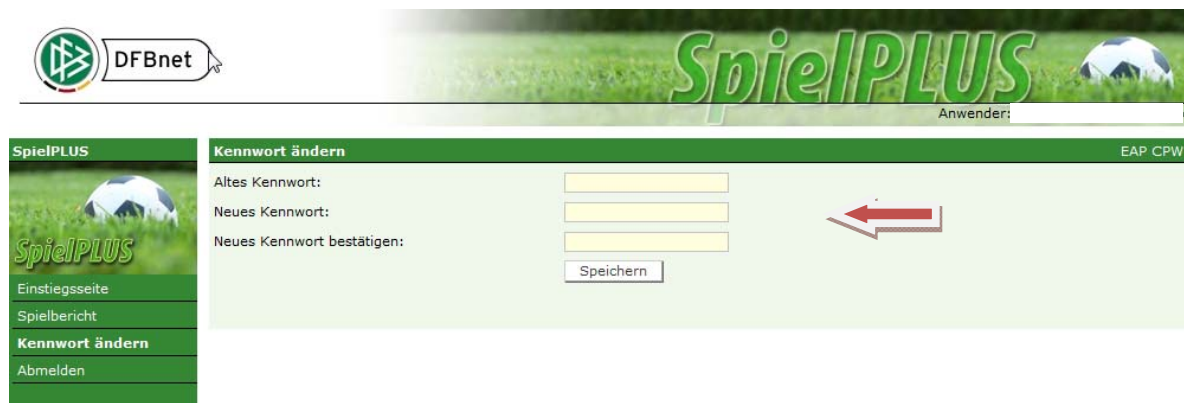 DFBnet
SpielPLUS
Anwender:
SpielPLUS
SpielPLUS
Einstiegsseite
Spielbericht
Kennwort ändern
Abmelden
Kennwort ändern EAP CPW
Altes Kennwort:
Neues Kennwort:
Neues Kennwort bestätigen:
Speichern